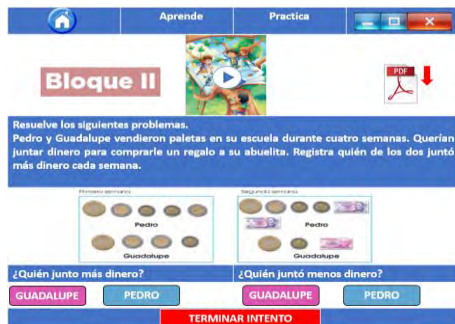 Aprende
Practica
Bloque II
PDF
Resuelve los siguientes problemas.
Pedro y Guadalupe vendieron paletas en su escuela durante cuatro semanas. Querían
juntar dinero para comprarle un regalo a su abuelita. Registra quién de los dos juntó
más dinero cada semana.
Primera semana
Segunda semana
Pedro
Guadalupe
Pedro
Guadalupe
¿Quién junto más dinero?
¿Quién juntó menos dinero?
GUADALUPE
PEDRO
GUADALUPE
PEDRO
TERMINAR INTENTO